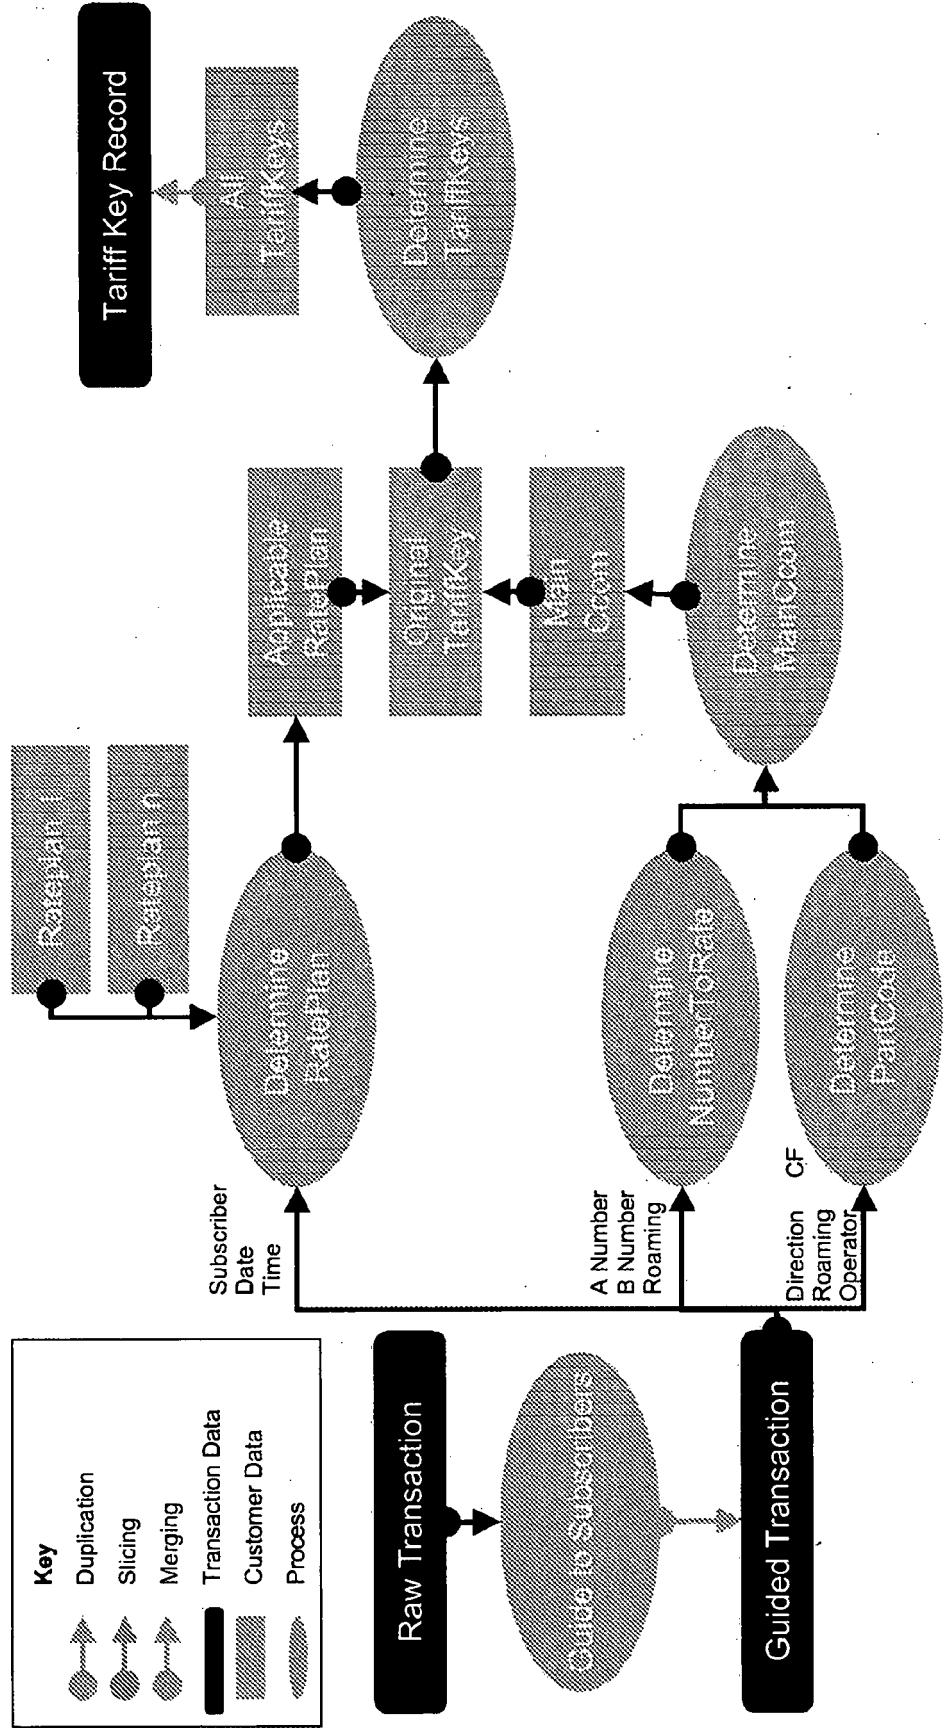 Key
Duplication
Slicing
Merging
Transaction Data
Customer Data
Process
Raw Transaction
Guide to Subscribers
Guided Transaction
Subscriber
Date
Time
A Number
B Number
Roaming
Direction CF
Roaming
Operator
Rateplan 1
Rateplan n
Determine
RatePlan
Determine
NumberToRate
Determine
PartCode
Applicable
RatePlan
Original
TeriffKey
Main
Ccom
Determine
MainCcom
Determine
TariffKeys
All
TeriffKeys
Tariff Key Record